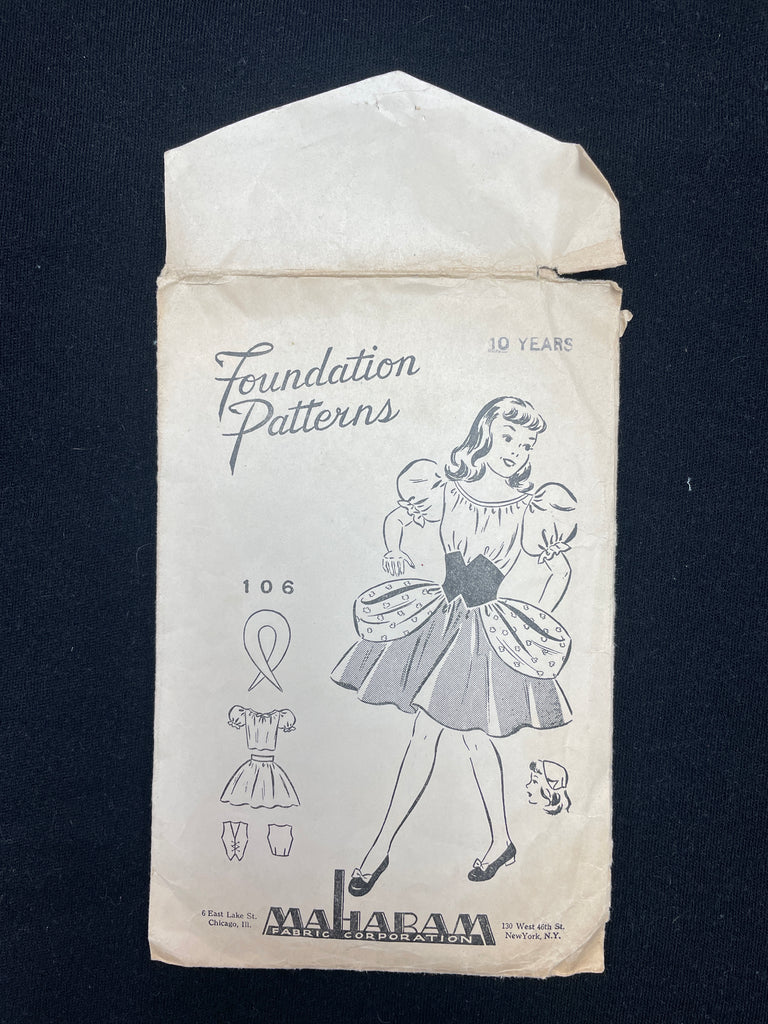 10 YEARS
Foundation
Patterns
106
6 East Lake St.
Chicago, Ill.
MAHARAM
FABRIC CORPORATION
130 West 46th St.
New York, N.Y.